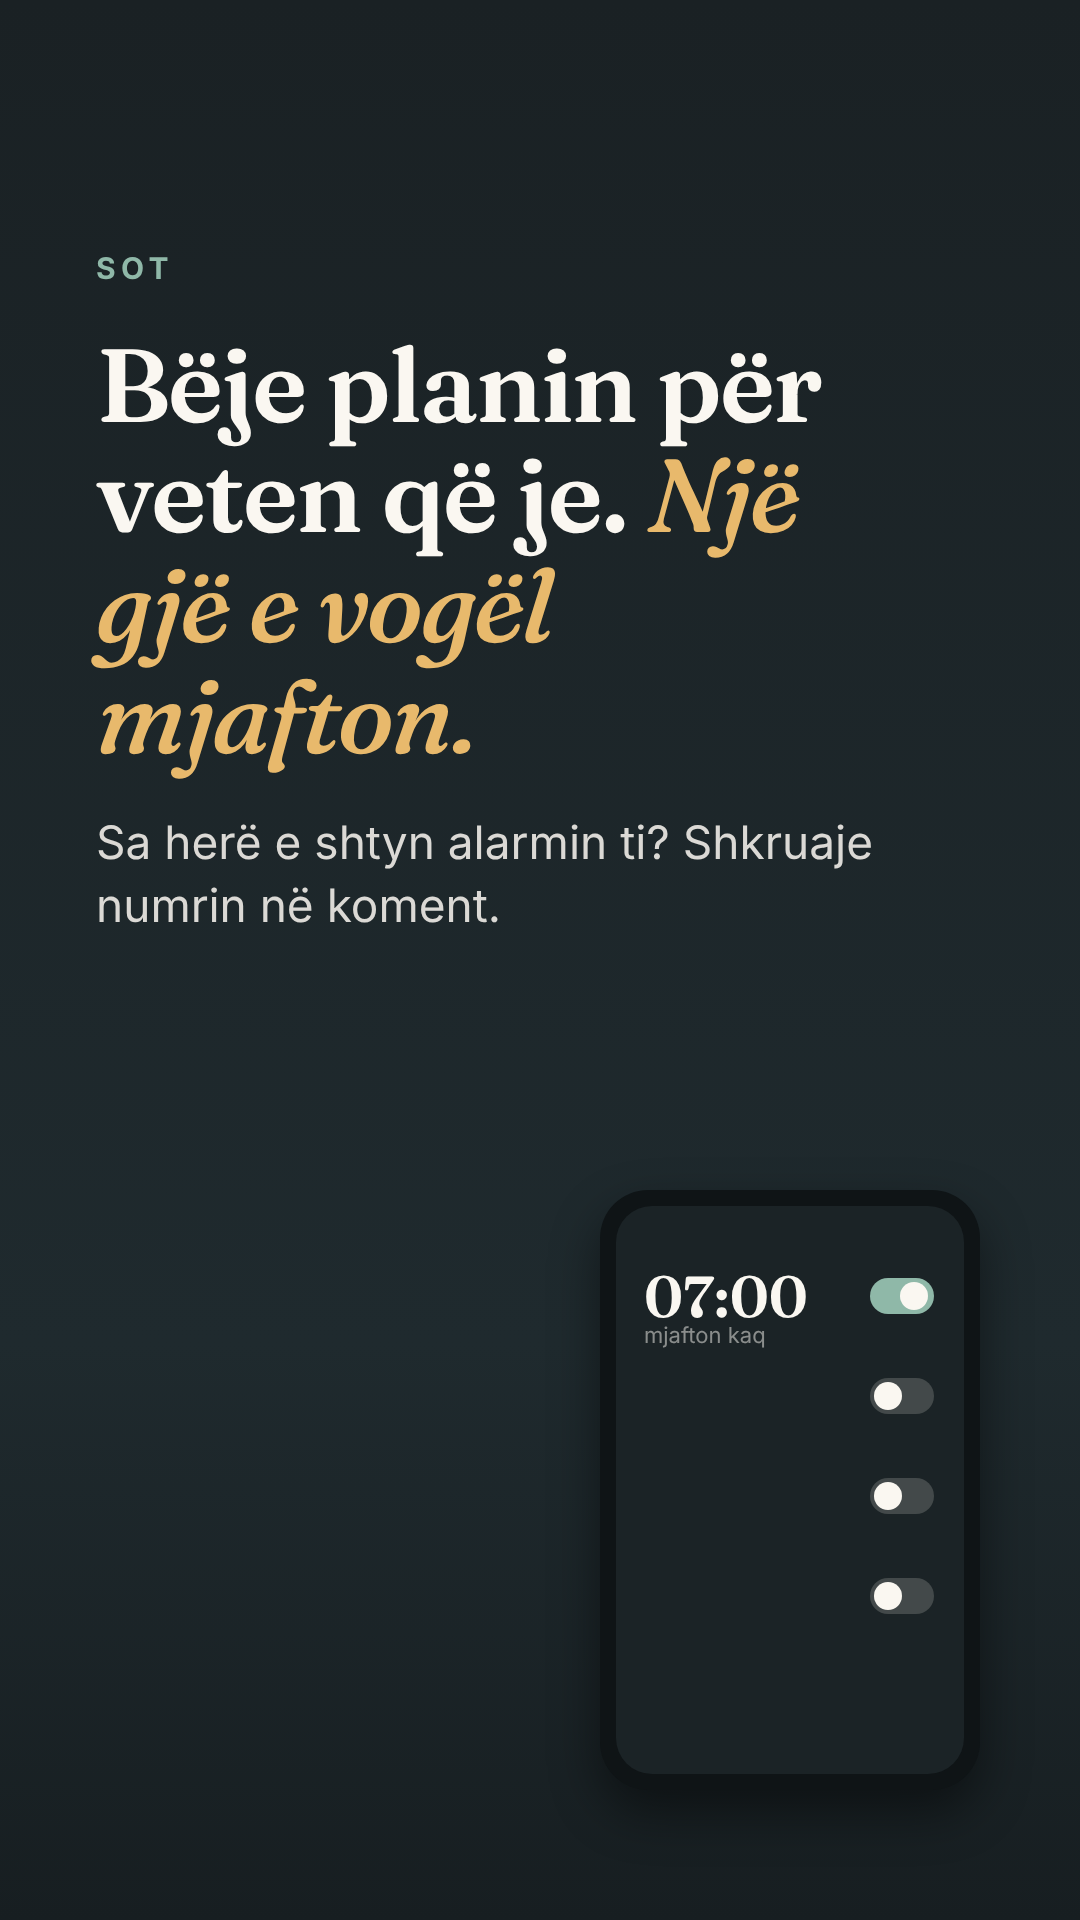 SOT
Bëje planin për
veten që je. Një
gjë e vogël
mjafton.
Sa herë e shtyn alarmin ti? Shkruaje
numrin në koment.
07:00
mjafton kaq